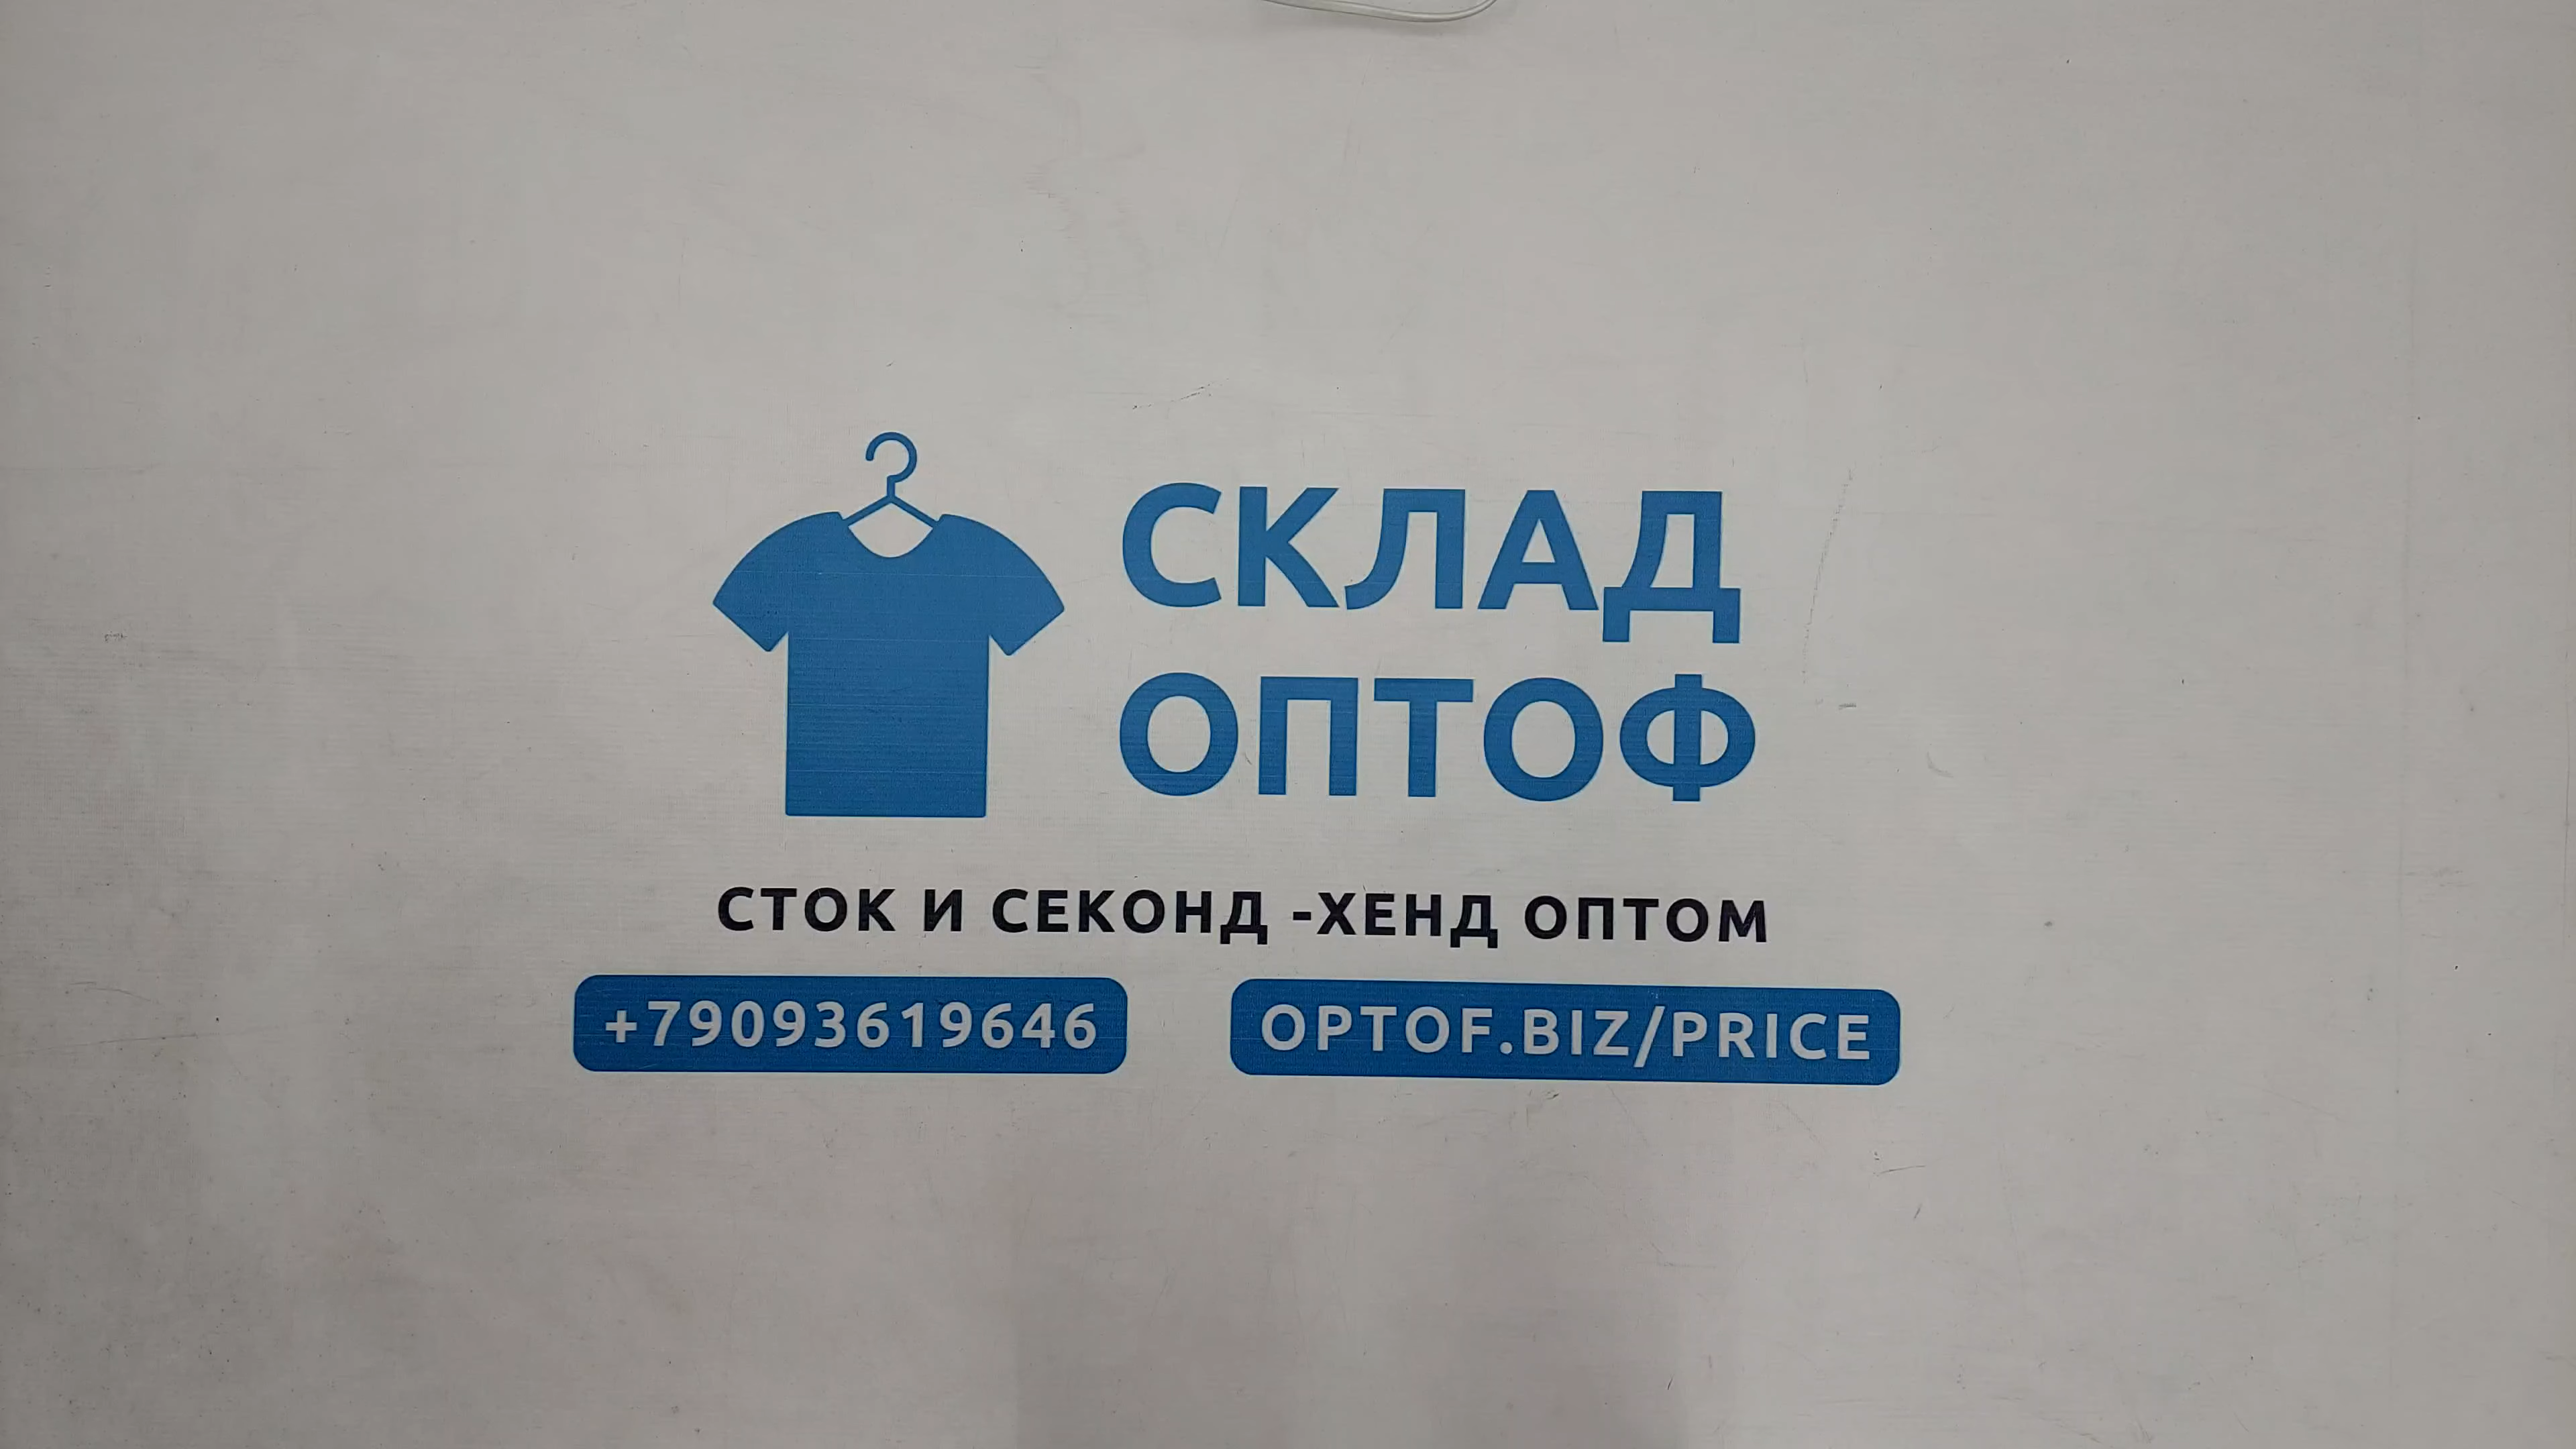 СКЛАД
ОПТОФ
СТОК И СЕКОНД -ХЕНД ОПТОМ
+79093619646
OPTOF.BIZ/PRICE